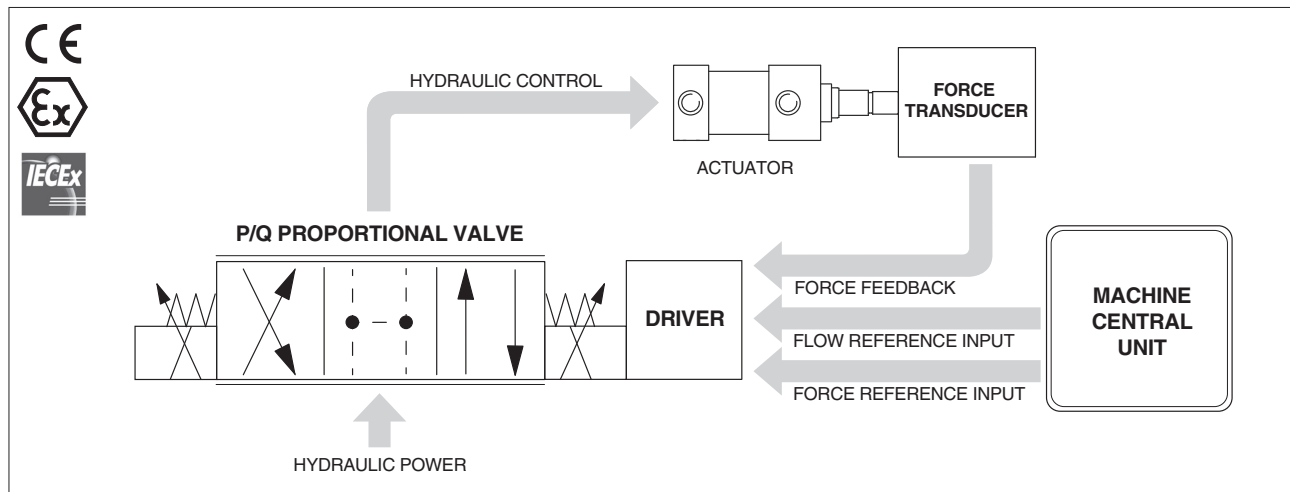 CE
Ex
IECEx
HYDRAULIC CONTROL
FORCE
TRANSDUCER
ACTUATOR
P/Q PROPORTIONAL VALVE
DRIVER
FORCE FEEDBACK
FLOW REFERENCE INPUT
FORCE REFERENCE INPUT
MACHINE
CENTRAL
UNIT
HYDRAULIC POWER